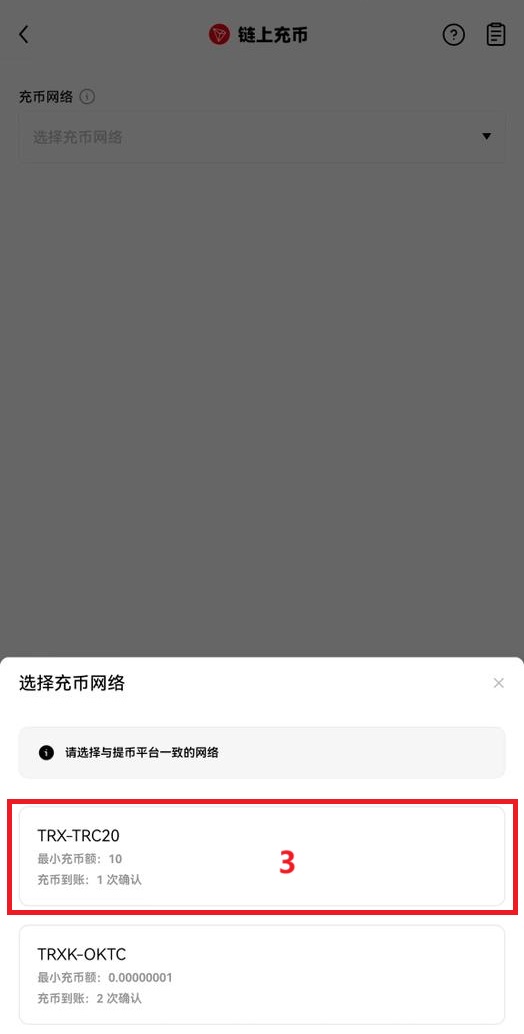 链上充币
充币网络
选择充币网络
选择充币网络
请选择与提币平台一致的网络
TRX-TRC20
最小充币额：10
充币到账：1 次确认
3
TRXK-OKTC
最小充币额：0.00000001
充币到账：2 次确认